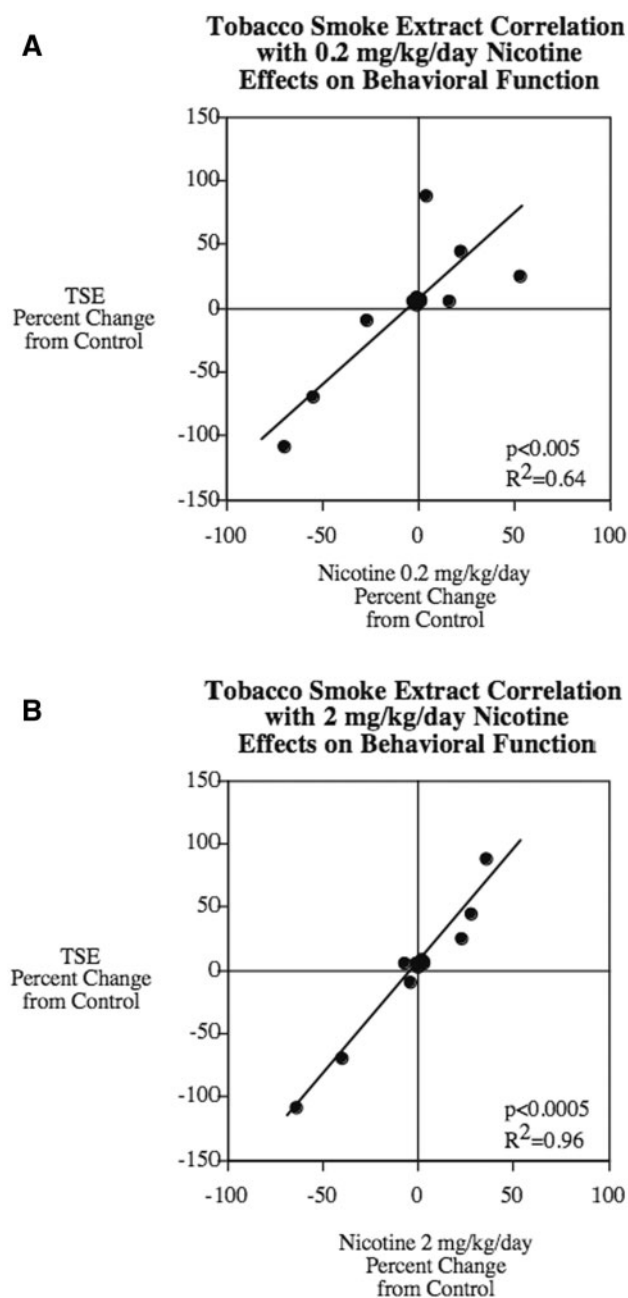 A
Tobacco Smoke Extract Correlation
with 0.2 mg/kg/day Nicotine
Effects on Behavioral Function
150
100
50
0
-50
-100
-150
TSE
Percent Change
from Control
p<0.005
R2=0.64
-100 -50 0 50 100
Nicotine 0.2 mg/kg/day
Percent Change
from Control
B
Tobacco Smoke Extract Correlation
with 2 mg/kg/day Nicotine
Effects on Behavioral Function
150
100
50
0
-50
-100
-150
TSE
Percent Change
from Control
p<0.0005
R2=0.96
-100 -50 0 50 100
Nicotine 2 mg/kg/day
Percent Change
from Control